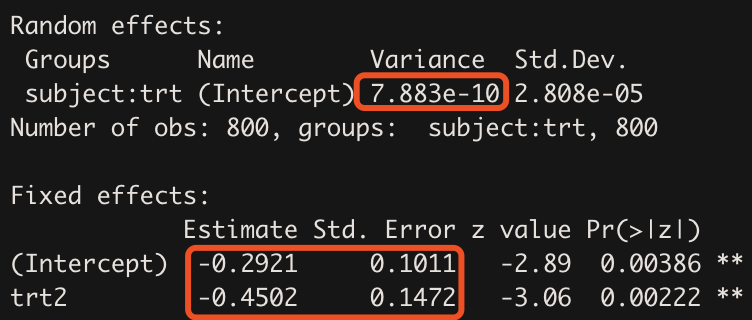 Random effects:
Groups Name Variance Std.Dev.
subject:trt (Intercept) 7.883e-10 2.808e-05
Number of obs: 800, groups: subject:trt, 800
Fixed effects:
Estimate Std. Error z value Pr(>|z|)
(Intercept) -0.2921 0.1011 -2.89 0.00386 **
trt2 -0.4502 0.1472 -3.06 0.00222 **